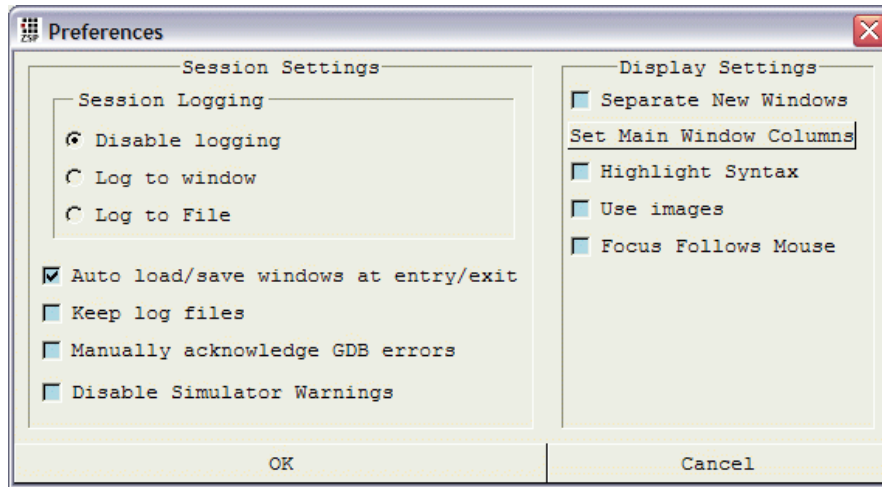 ZSP Preferences
Session Settings
Session Logging
Disable logging
Log to window
Log to File
Auto load/save windows at entry/exit
Keep log files
Manually acknowledge GDB errors
Disable Simulator Warnings
Display Settings
Separate New Windows
Set Main Window Columns
Highlight Syntax
Use images
Focus Follows Mouse
OK
Cancel